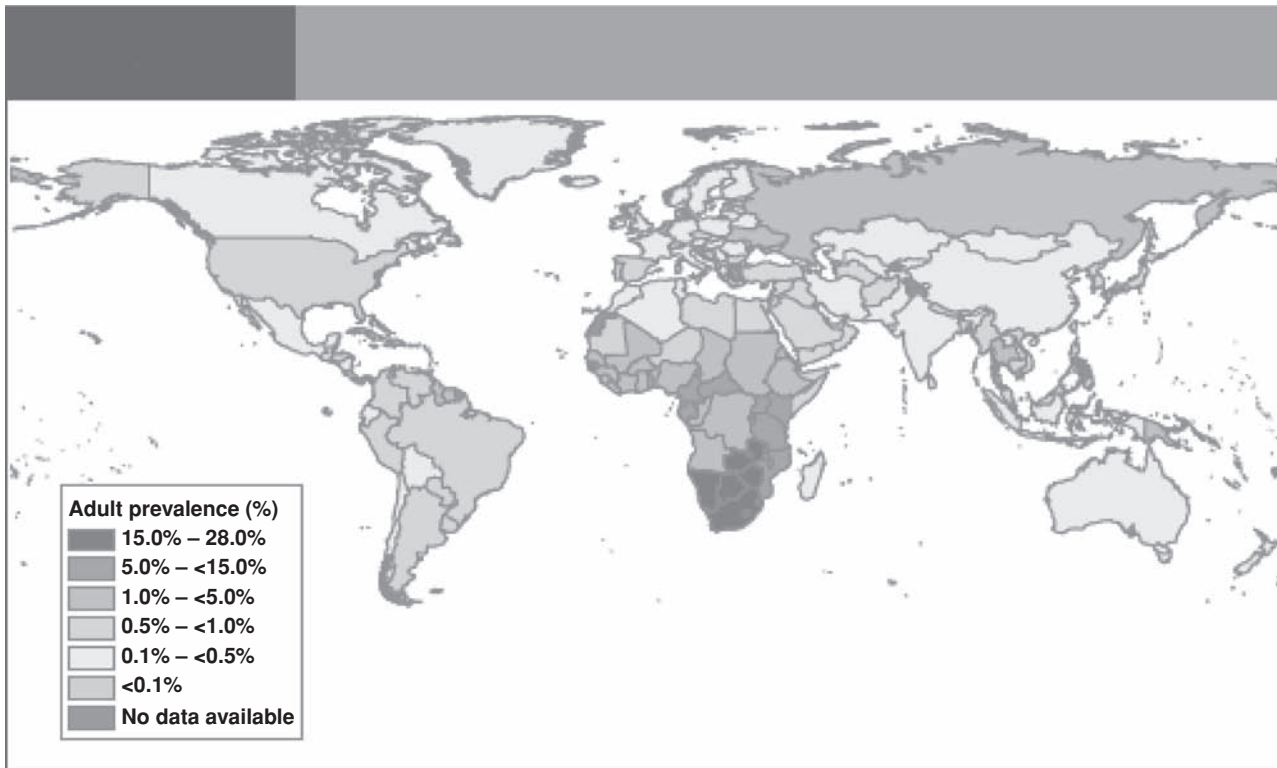 Adult prevalence (%)
15.0% – 28.0%
5.0% – <15.0%
1.0% – <5.0%
0.5% – <1.0%
0.1% – <0.5%
<0.1%
No data available